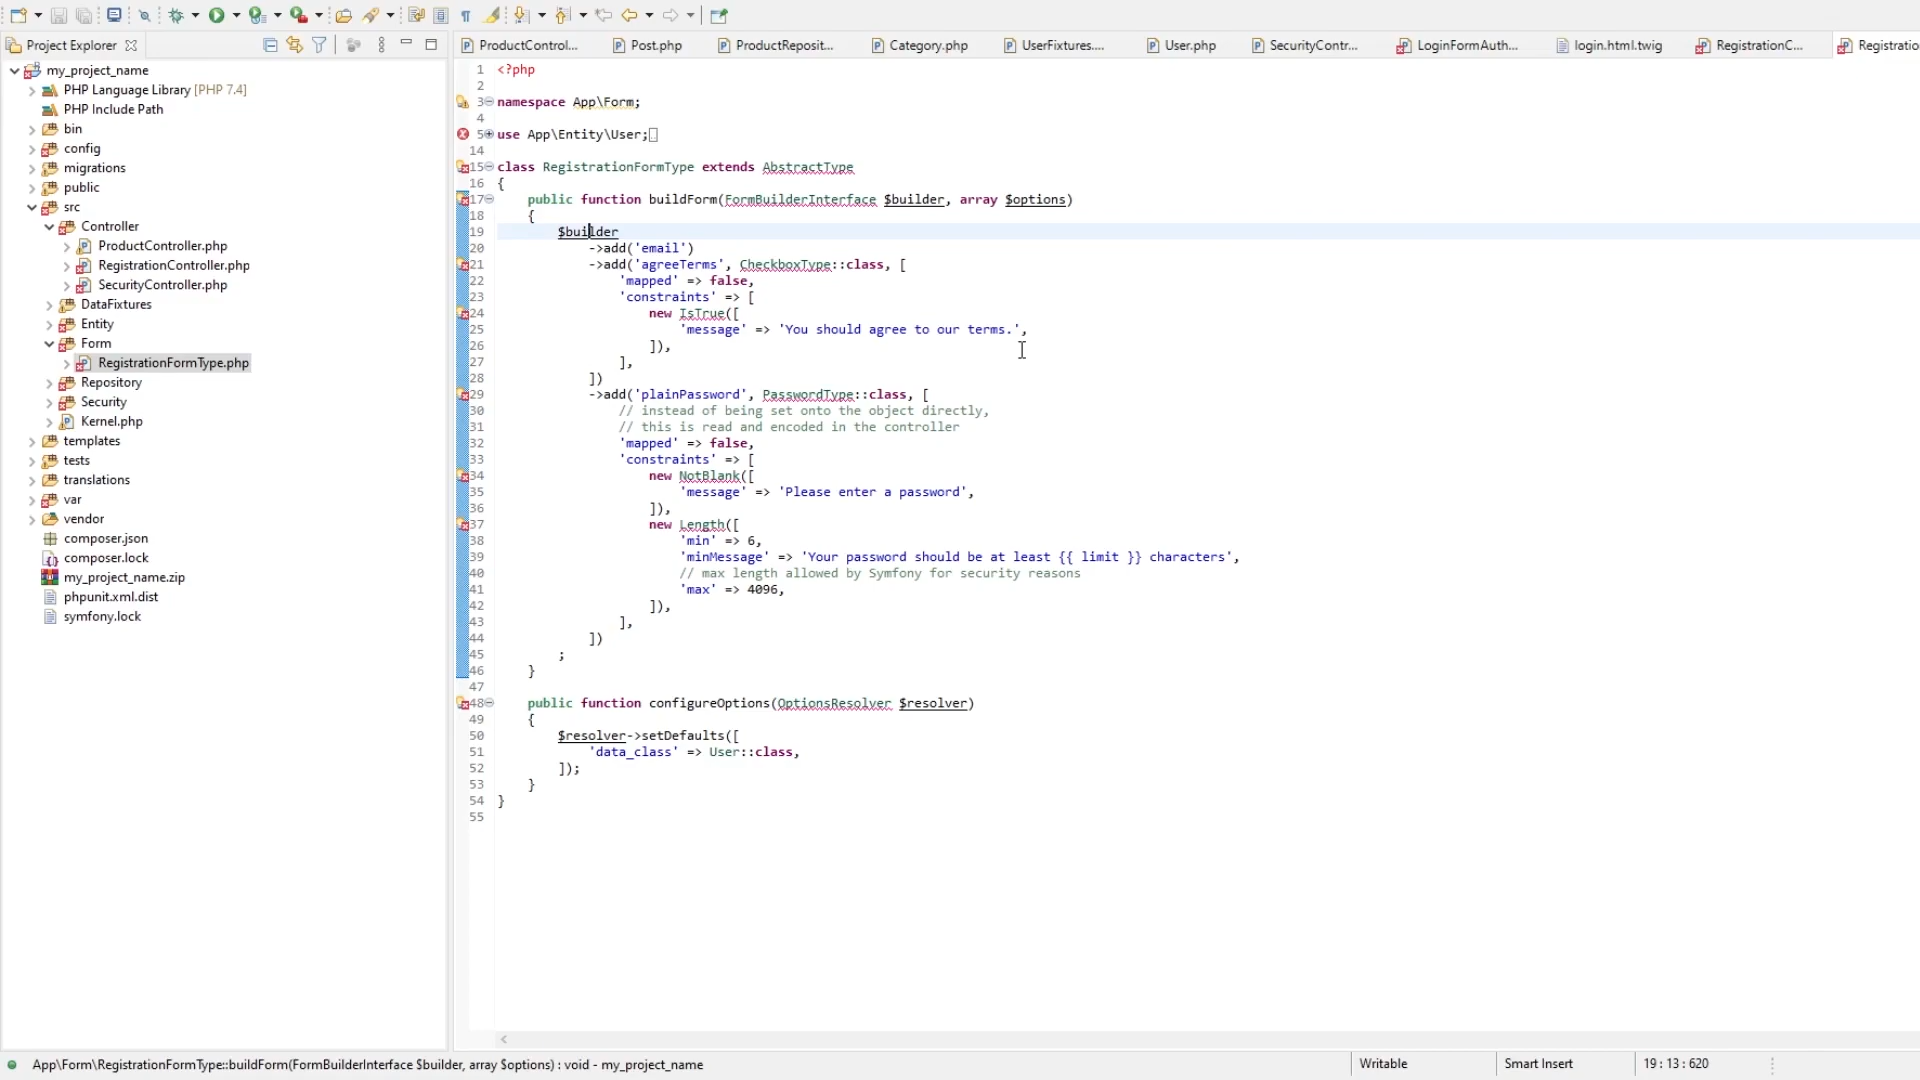 Project Explorer
my_project_name
PHP Language Library [PHP 7.4]
PHP Include Path
bin
config
migrations
public
src
Controller
ProductController.php
RegistrationController.php
SecurityController.php
DataFixtures
Entity
Form
RegistrationFormType.php
Repository
Security
Kernel.php
templates
tests
translations
var
vendor
composer.json
composer.lock
my_project_name.zip
phpunit.xml.dist
symfony.lock
ProductControl... Post.php ProductReposit... Category.php UserFixtures.... User.php SecurityContr... LoginFormAuth... login.html.twig RegistrationC... Registratio
1 <?php
2
3 namespace App\Form;
4
5 use App\Entity\User;
14
15 class RegistrationFormType extends AbstractType
16 {
17     public function buildForm(FormBuilderInterface $builder, array $options)
18     {
19         $builder
20             ->add('email')
21             ->add('agreeTerms', CheckboxType::class, [
22                 'mapped' => false,
23                 'constraints' => [
24                     new IsTrue([
25                         'message' => 'You should agree to our terms.',
26                     ]),
27                 ],
28             ])
29             ->add('plainPassword', PasswordType::class, [
30                 // instead of being set onto the object directly,
31                 // this is read and encoded in the controller
32                 'mapped' => false,
33                 'constraints' => [
34                     new NotBlank([
35                         'message' => 'Please enter a password',
36                     ]),
37                     new Length([
38                         'min' => 6,
39                         'minMessage' => 'Your password should be at least {{ limit }} characters',
40                         // max length allowed by Symfony for security reasons
41                         'max' => 4096,
42                     ]),
43                 ],
44             ])
45         ;
46     }
47
48     public function configureOptions(OptionsResolver $resolver)
49     {
50         $resolver->setDefaults([
51             'data_class' => User::class,
52         ]);
53     }
54 }
55
App\Form\RegistrationFormType::buildForm(FormBuilderInterface $builder, array $options) : void - my_project_name
Writable
Smart Insert
19 : 13 : 620